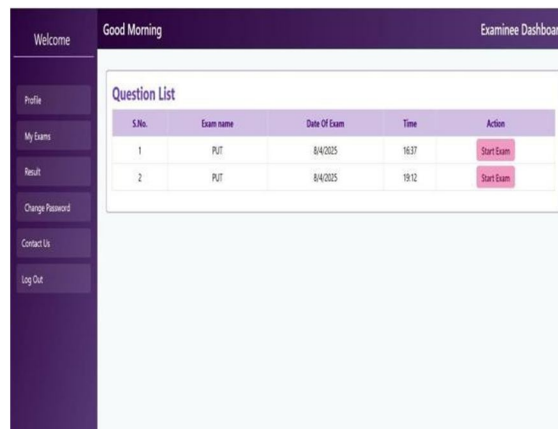 Welcome
Good Morning
Examinee Dashboar
Profile
My Exams
Result
Change Password
Contact Us
Log Out
Question List
S.No. Exam name Date Of Exam Time Action
1 PUT 8/4/2025 16:37 Start Exam
2 PUT 8/4/2025 19:12 Start Exam